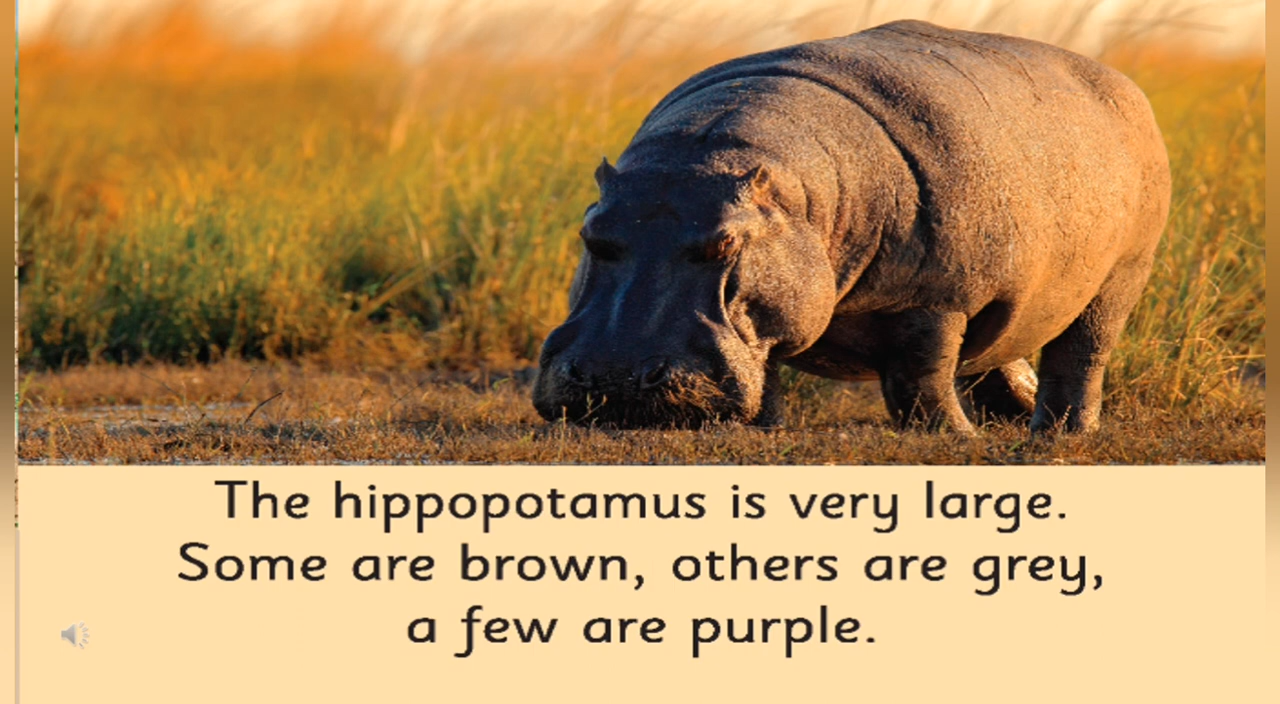 The hippopotamus is very large.
Some are brown, others are grey,
a few are purple.